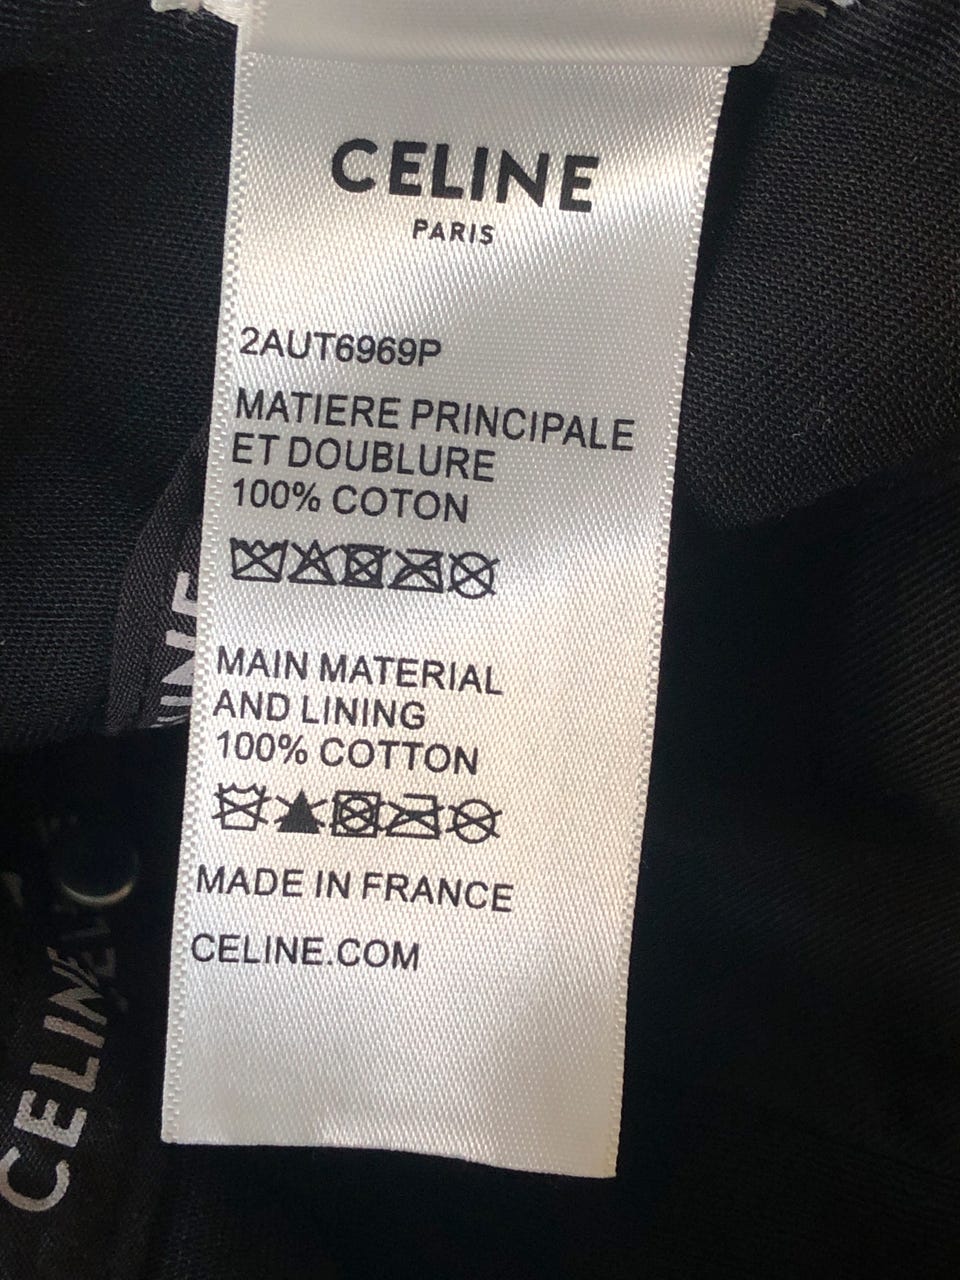 CELINE
PARIS
2AUT6969P
MATIERE PRINCIPALE
ET DOUBLURE
100% COTON
MAIN MATERIAL
AND LINING
100% COTTON
MADE IN FRANCE
CELINE.COM
CELINE